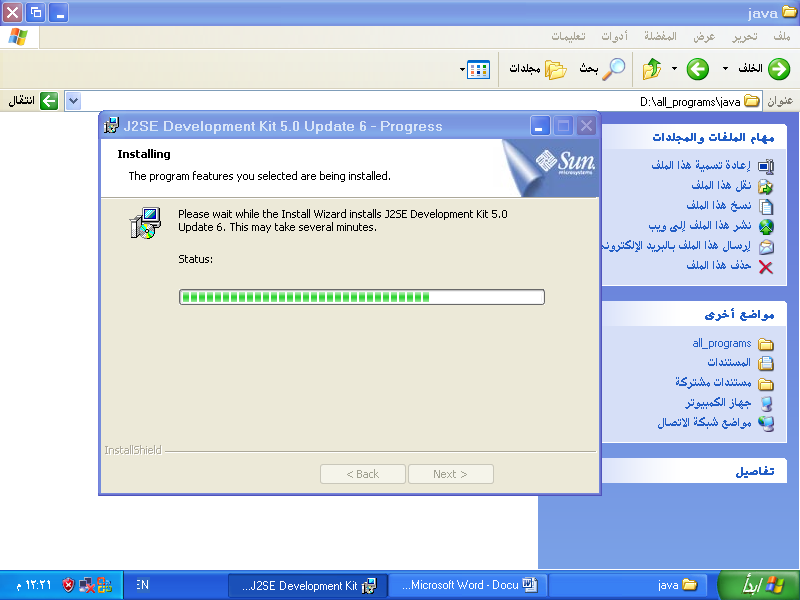 java
ملف تحرير عرض المفضلة أدوات تعليمات
الخلف بحث مجلدات
عنوان D:\all_programs\java انتقال
J2SE Development Kit 5.0 Update 6 - Progress
Installing
The program features you selected are being installed.
Sun
microsystems
Please wait while the Install Wizard installs J2SE Development Kit 5.0
Update 6. This may take several minutes.
Status:
InstallShield
< Back Next >
مهام الملفات والمجلدات
إعادة تسمية هذا الملف
نقل هذا الملف
نسخ هذا الملف
نشر هذا الملف إلى ويب
إرسال هذا الملف بالبريد الإلكتروني
حذف هذا الملف
مواضع أخرى
all_programs
المستندات
مستندات مشتركة
جهاز الكمبيوتر
مواضع شبكة الاتصال
تفاصيل
ابدأ
java
Microsoft Word - Docu...
J2SE Development Kit...
EN
١٢:٢١ م